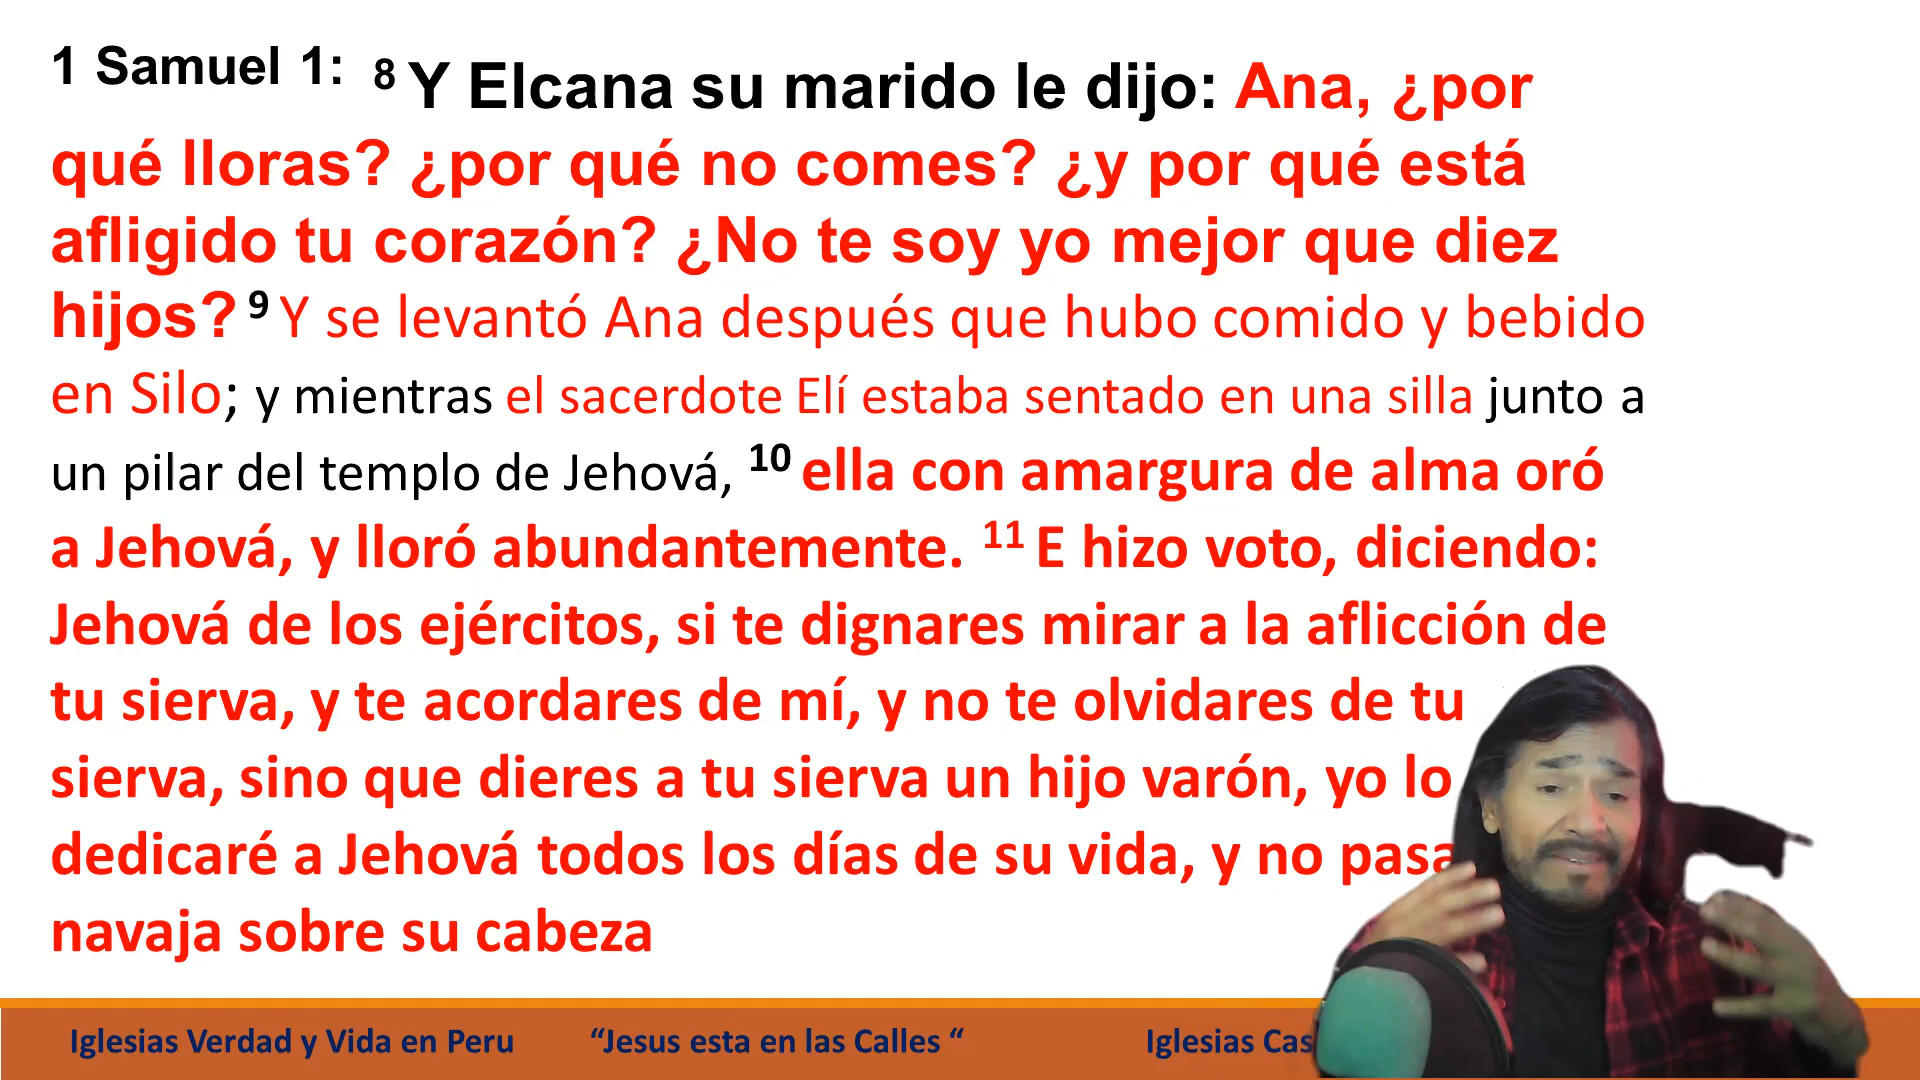 1 Samuel 1: 8 Y Elcana su marido le dijo: Ana, ¿por
qué lloras? ¿por qué no comes? ¿y por qué está
afligido tu corazón? ¿No te soy yo mejor que diez
hijos? 9 Y se levantó Ana después que hubo comido y bebido
en Silo; y mientras el sacerdote Elí estaba sentado en una silla junto a
un pilar del templo de Jehová, 10 ella con amargura de alma oró
a Jehová, y lloró abundantemente. 11 E hizo voto, diciendo:
Jehová de los ejércitos, si te dignares mirar a la aflicción de
tu sierva, y te acordares de mí, y no te olvidares de tu
sierva, sino que dieres a tu sierva un hijo varón, yo lo
dedicaré a Jehová todos los días de su vida, y no
navaja sobre su cabeza
Iglesias Verdad y Vida en Peru “Jesus esta en las Calles “ Iglesias